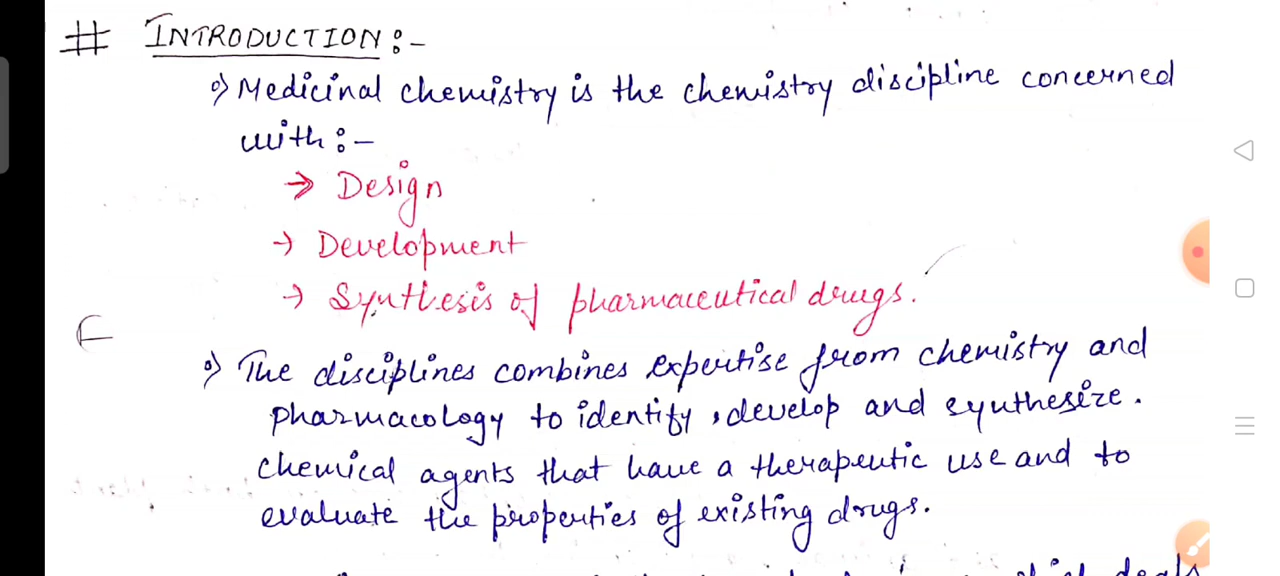 # INTRODUCTION :-
Medicinal chemistry is the chemistry discipline concerned
with :-
→ Design
→ Development
→ Synthesis of pharmaceutical drugs.
The disciplines combines expertise from chemistry and
pharmacology to identify, develop and synthesize.
chemical agents that have a therapeutic use and to
evaluate the properties of existing drugs.
deals